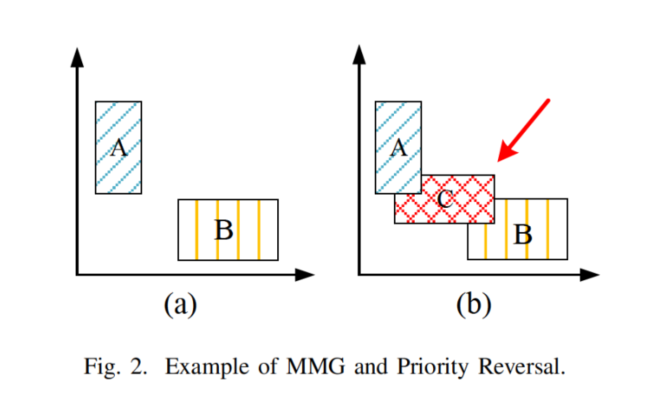 A
B
(a)
A
C
B
(b)
Fig. 2. Example of MMG and Priority Reversal.